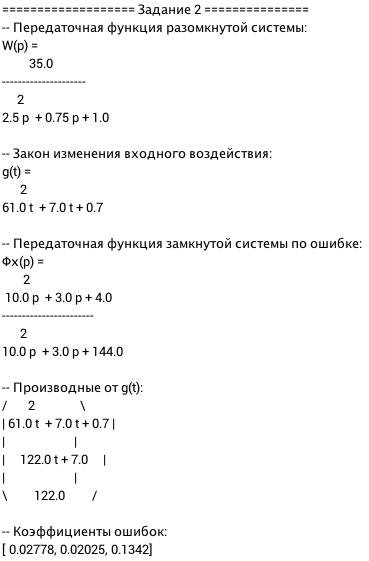 =================== Задание 2 ===============
-- Передаточная функция разомкнутой системы:
W(p) =
35.0
---------------------
2
2.5 p + 0.75 p + 1.0
-- Закон изменения входного воздействия:
g(t) =
2
61.0 t + 7.0 t + 0.7
-- Передаточная функция замкнутой системы по ошибке:
Фx(p) =
2
10.0 p + 3.0 p + 4.0
-----------------------
2
10.0 p + 3.0 p + 144.0
-- Производные от g(t):
/ 2 \
| 61.0 t + 7.0 t + 0.7 |
| |
| 122.0 t + 7.0 |
| |
\ 122.0 /
-- Коэффициенты ошибок:
[ 0.02778, 0.02025, 0.1342]